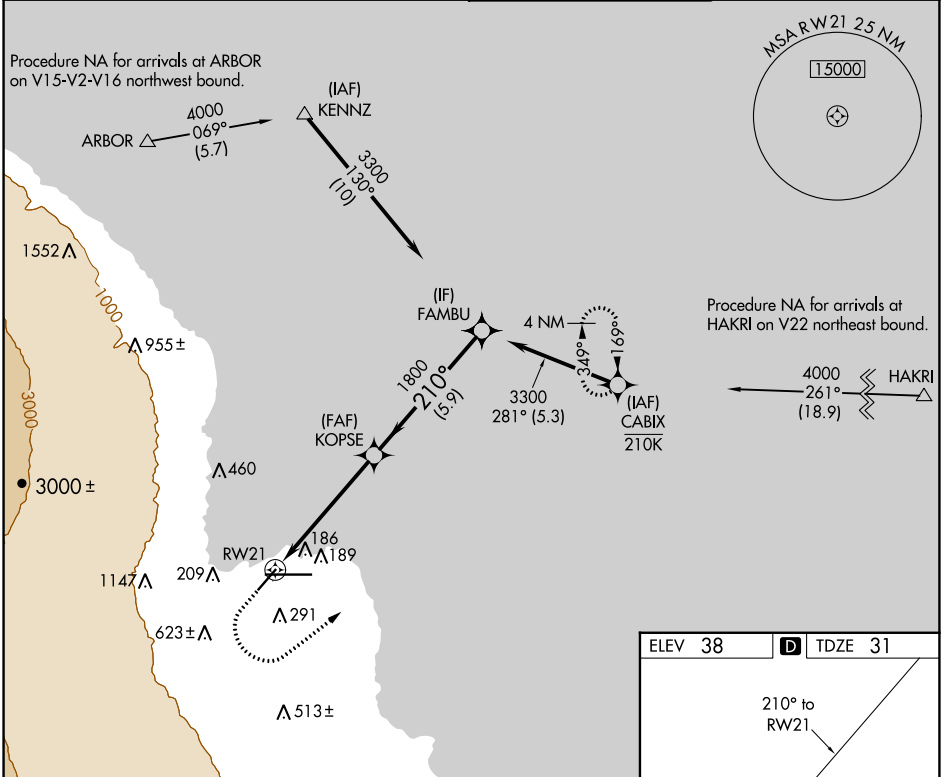 Procedure NA for arrivals at ARBOR
on V15-V2-V16 northwest bound.
MSA RW21 25 NM
15000
(IAF)
KENNZ
4000
069°
(5.7)
ARBOR
3300
130°
(10)
1552
1000
955±
3000
3000±
460
(IF)
FAMBU
4 NM
349°
169°
Procedure NA for arrivals at
HAKRI on V22 northeast bound.
1800
210°
(5.9)
3300
281° (5.3)
(IAF)
CABIX
210K
4000
261°
(18.9)
HAKRI
(FAF)
KOPSE
RW21
186
189
209
1147
291
623±
513±
ELEV 38
D
TDZE 31
210° to
RW21